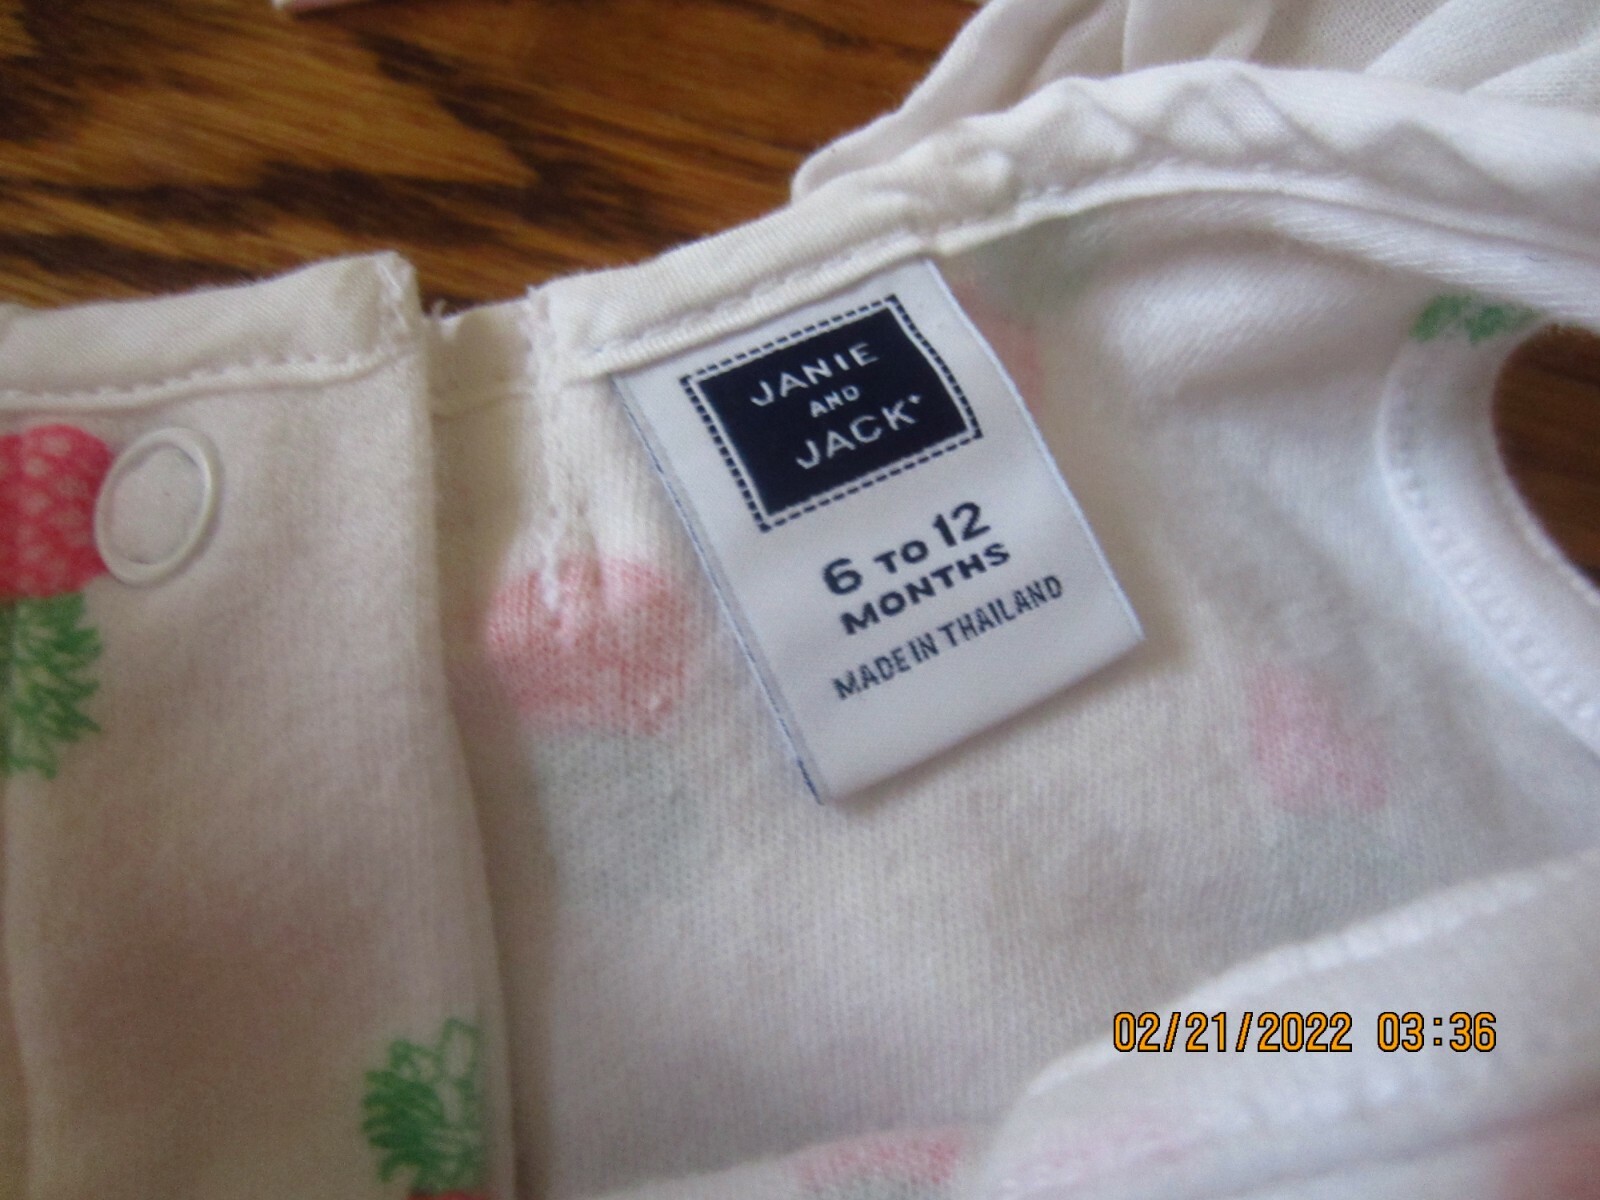 JANIE
AND
JACK
6 TO 12
MONTHS
MADE IN THAILAND
02/21/2022 03:36